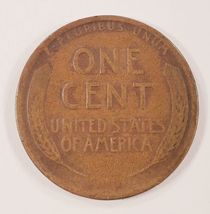 E·PLURIBUS·UNUM
ONE
CENT
UNITED STATES
OF AMERICA